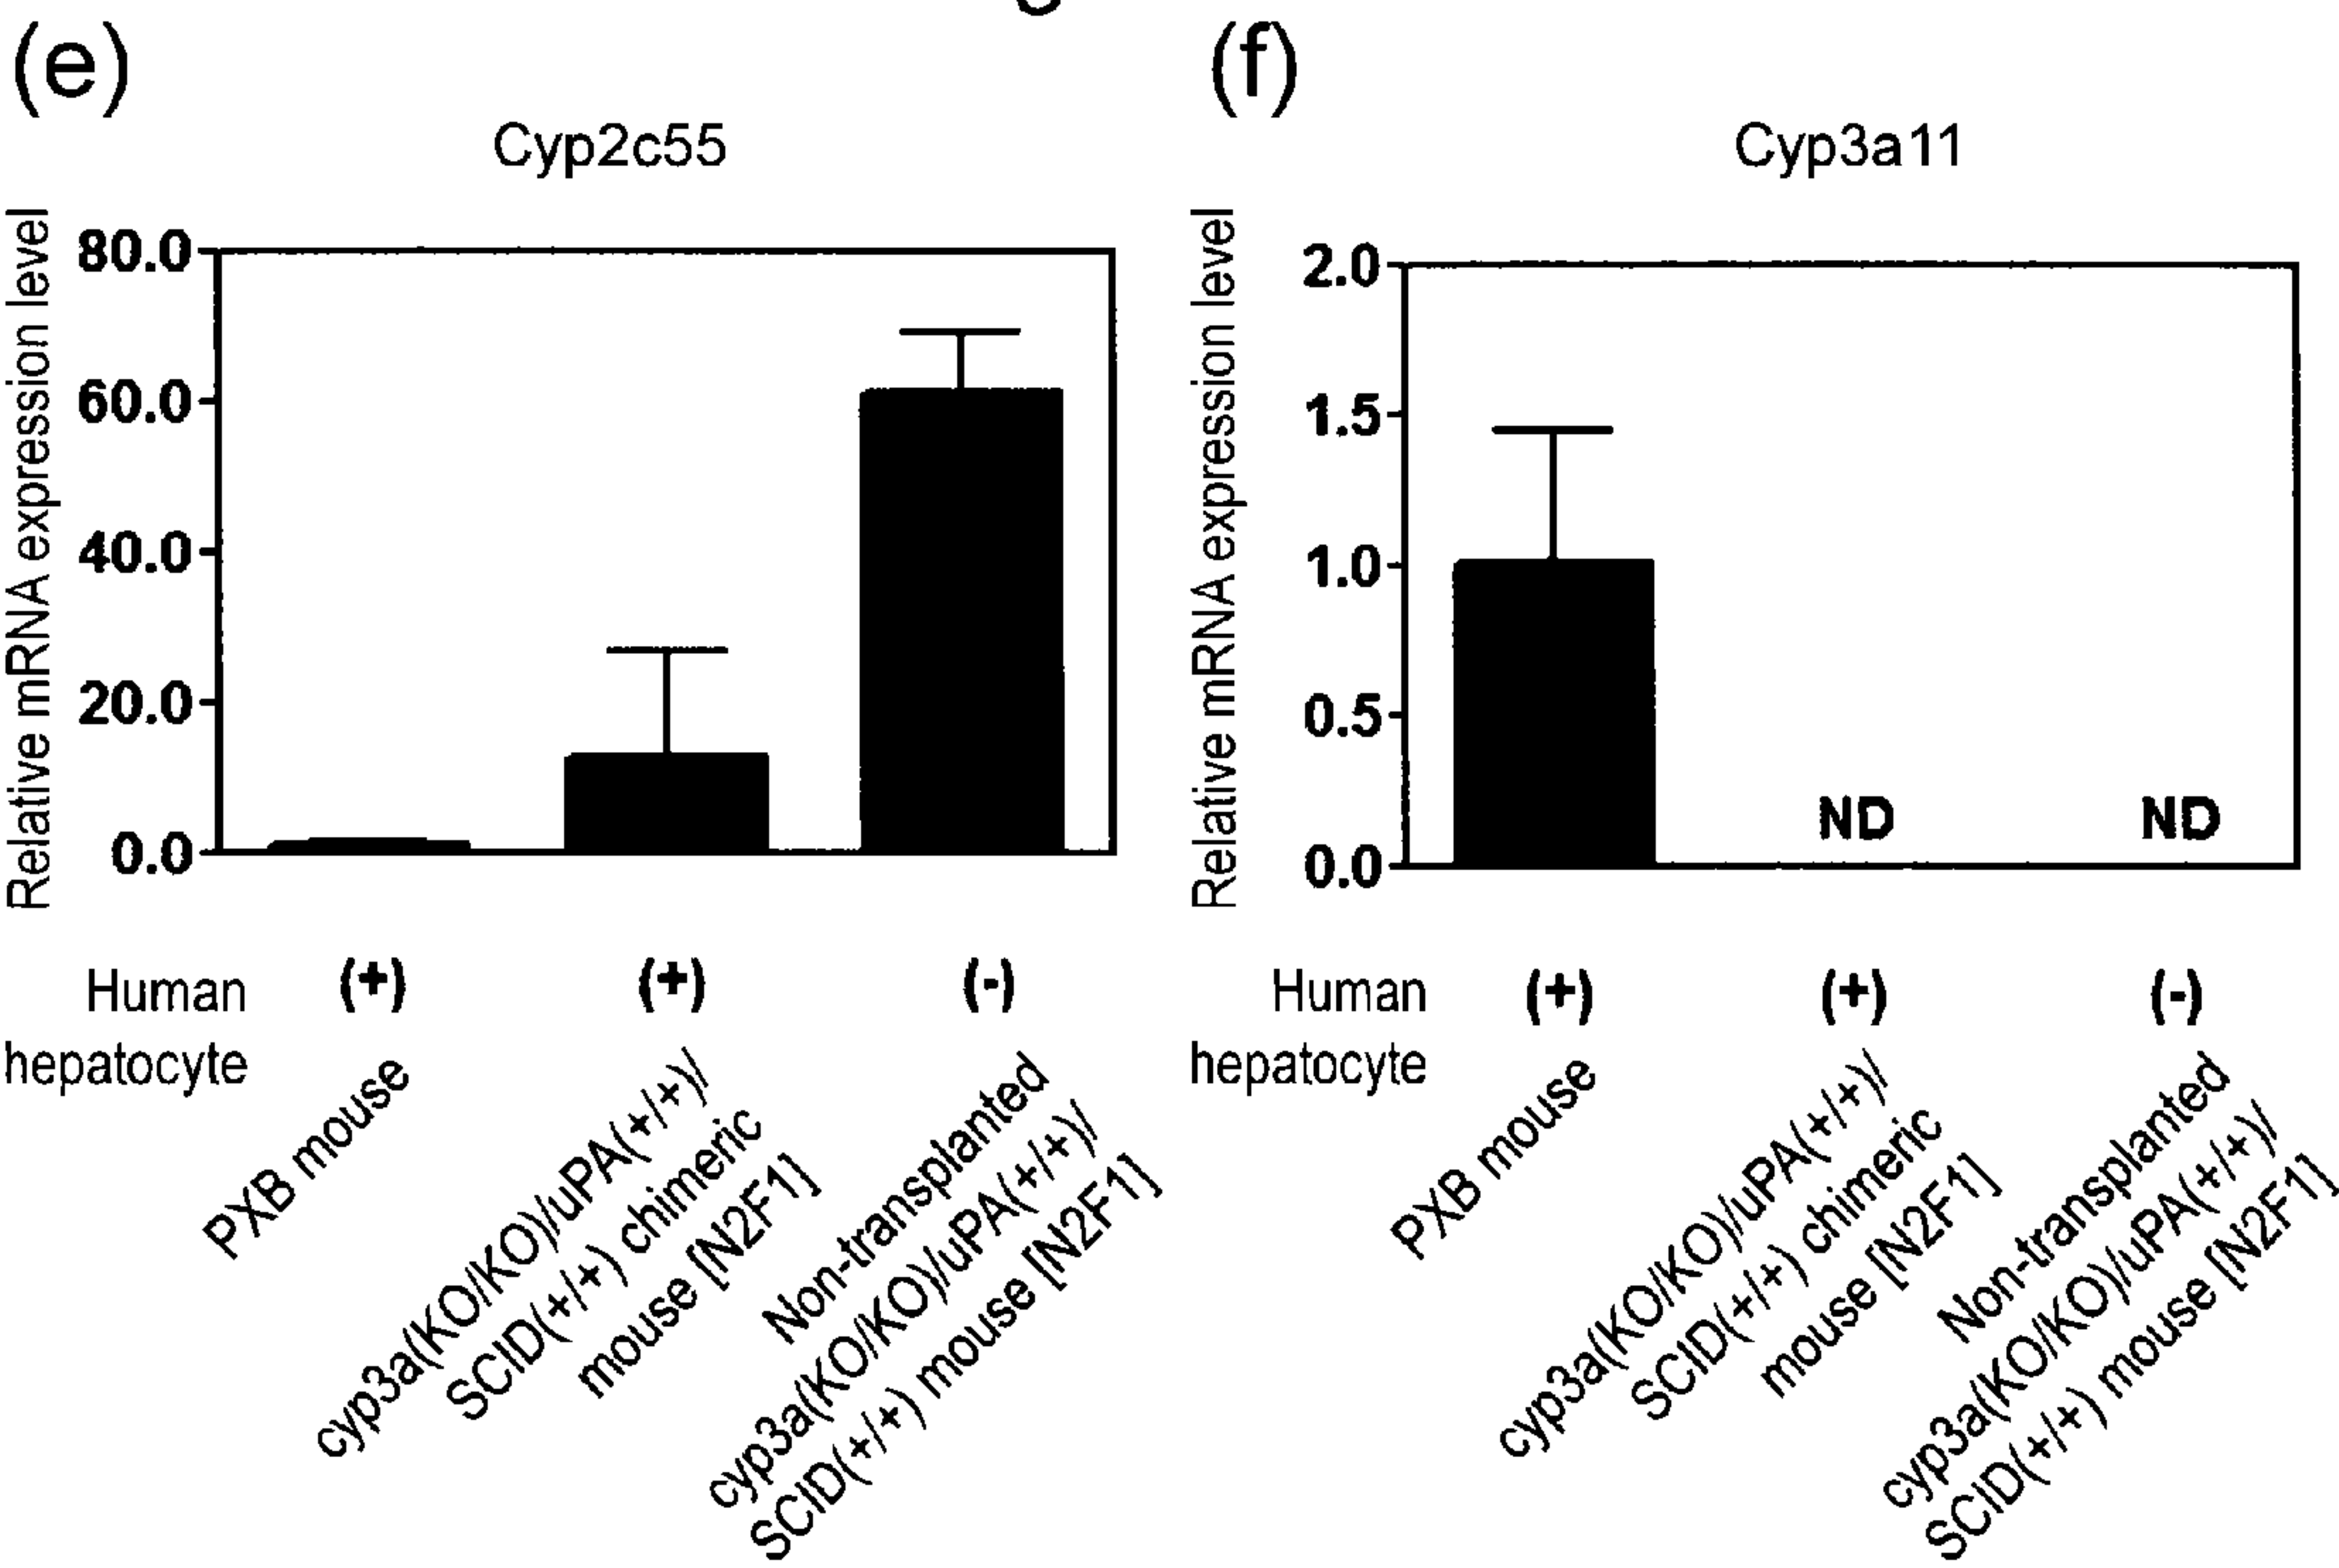 (e)
Cyp2c55
Relative mRNA expression level
80.0
60.0
40.0
20.0
0.0
Human
hepatocyte
(+)
(+)
(-)
PXB mouse
cyp3a((KO/KO)/uPA(+/+)/
SCID(+/+) chimeric
mouse [N2F1]
Non-transplanted
cyp3a((KO/KO)/uPA(+/+)/
SCID(+/+) mouse [N2F1]
(f)
Cyp3a11
Relative mRNA expression level
2.0
1.5
1.0
0.5
0.0
ND
ND
Human
hepatocyte
(+)
(+)
(-)
PXB mouse
cyp3a((KO/KO)/uPA(+/+)/
SCID(+/+) chimeric
mouse [N2F1]
Non-transplanted
cyp3a((KO/KO)/uPA(+/+)/
SCID(+/+) mouse [N2F1]